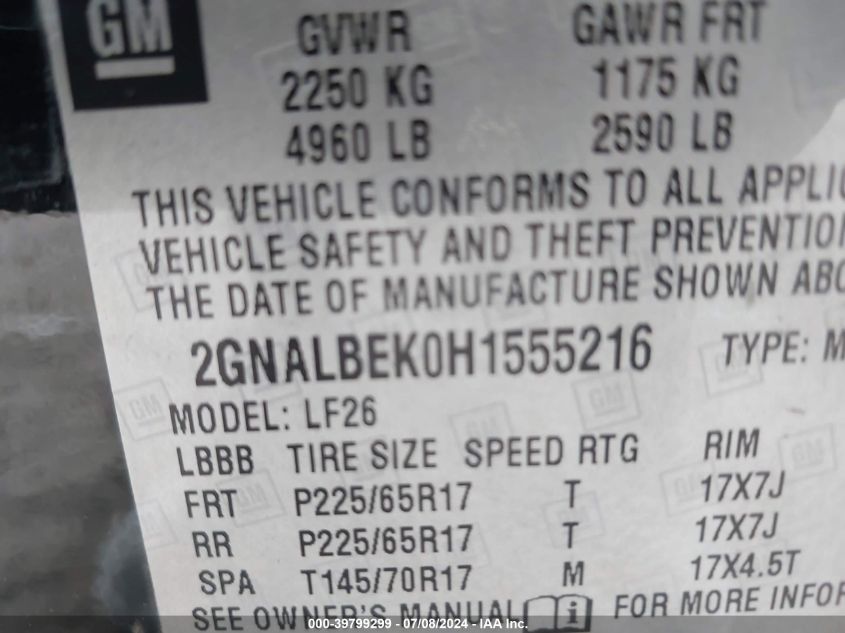 GM
GVWR GAWR FRT
2250 KG 1175 KG
4960 LB 2590 LB
THIS VEHICLE CONFORMS TO ALL APPLIC
VEHICLE SAFETY AND THEFT PREVENTION
THE DATE OF MANUFACTURE SHOWN ABO
2GNALBEK0H1555216 TYPE: M
MODEL: LF26
LBBB TIRE SIZE SPEED RTG RIM
FRT P225/65R17 T 17X7J
RR P225/65R17 T 17X7J
SPA T145/70R17 M 17X4.5T
SEE OWNER'S MANUAL i FOR MORE INFOR
000-39799299 - 07/08/2024 - IAA Inc.